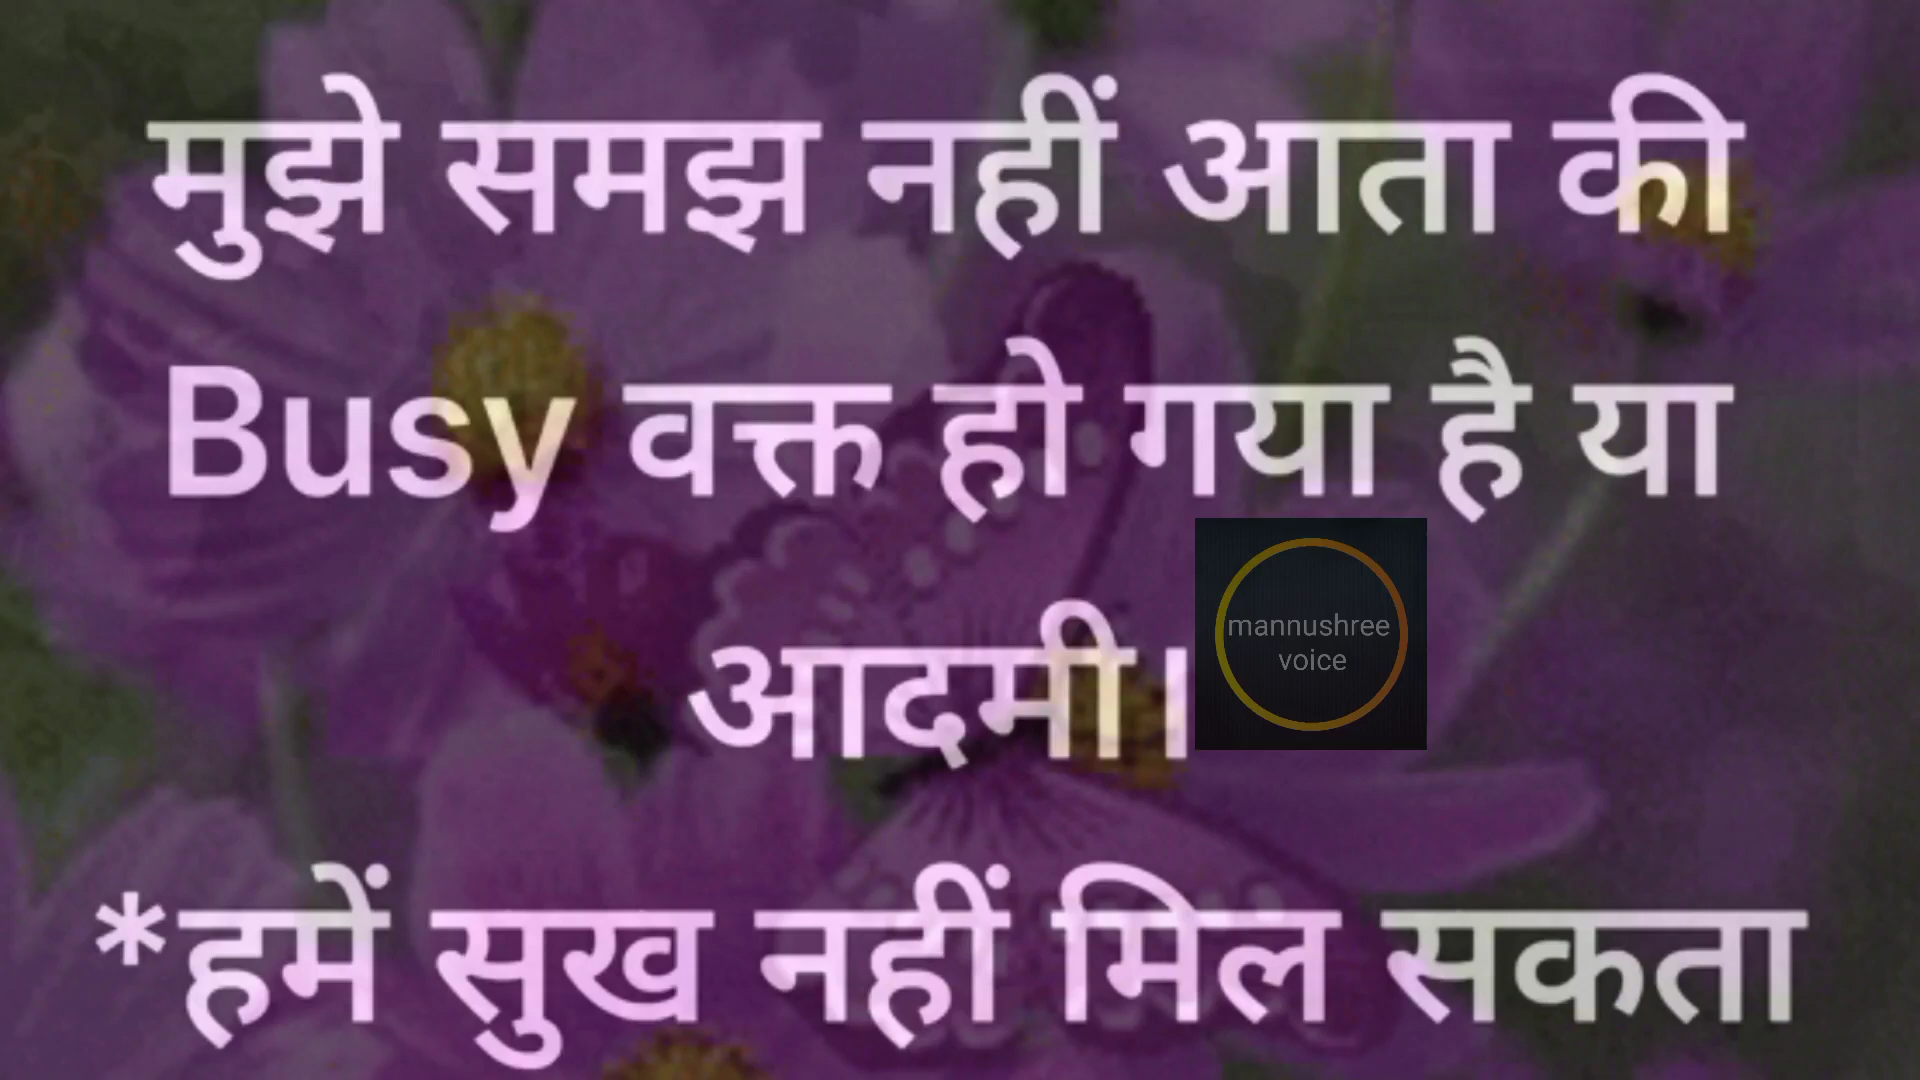 मुझे समझ नहीं आता की
Busy वक्त हो गया है या
आदमी।
mannushree
voice
*हमें सुख नहीं मिल सकता